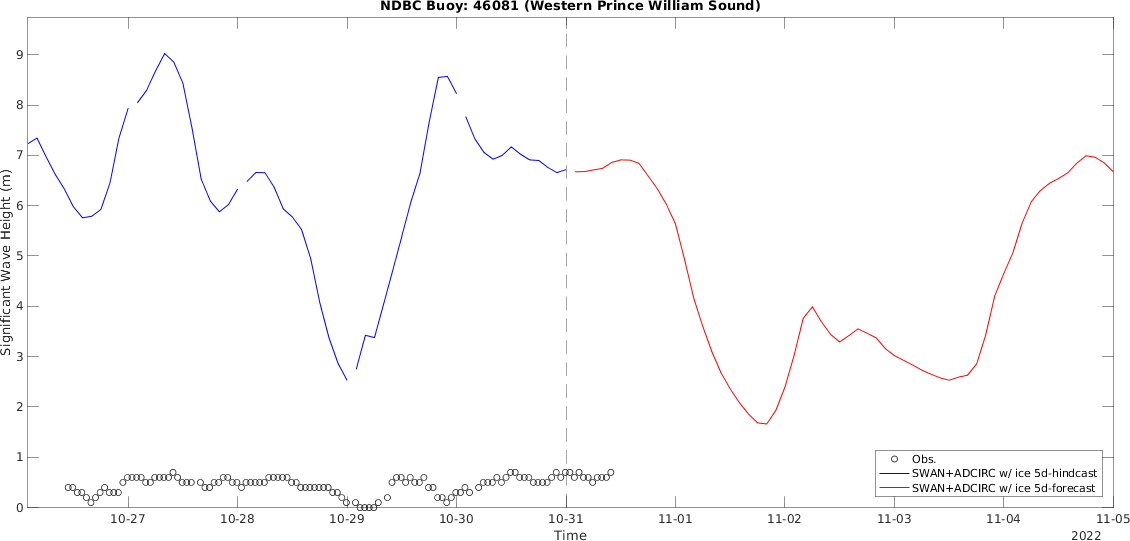 NDBC Buoy: 46081 (Western Prince William Sound)
Significant Wave Height (m)
9
8
7
6
5
4
3
2
1
0
Obs.
SWAN+ADCIRC w/ ice 5d-hindcast
SWAN+ADCIRC w/ ice 5d-forecast
10-27 10-28 10-29 10-30 10-31 11-01 11-02 11-03 11-04 11-05
Time
2022